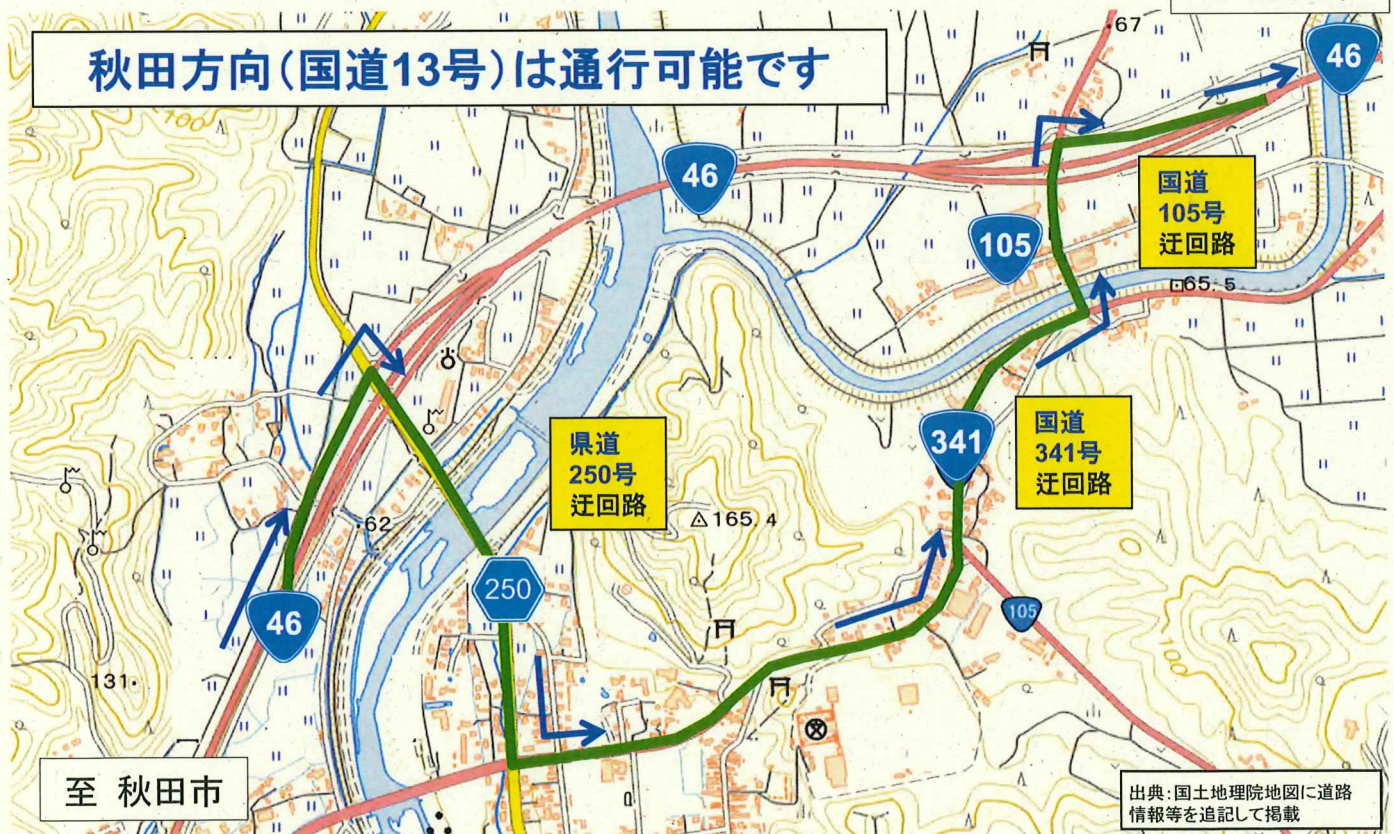 秋田方向(国道13号)は通行可能です
46
67
100
46
国道
105号
迂回路
105
65.5
県道
250号
迂回路
341
国道
341号
迂回路
165.4
62
250
46
105
100
131
至 秋田市
出典:国土地理院地図に道路
情報等を追記して掲載